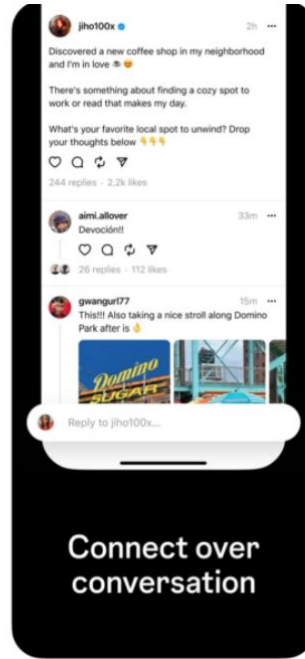 jiho100x 2h
Discovered a new coffee shop in my neighborhood
and I'm in love ☕😍
There's something about finding a cozy spot to
work or read that makes my day.
What's your favorite local spot to unwind? Drop
your thoughts below 👇👇👇
244 replies · 2.2k likes
aimi.allover 33m
Devoción!!
26 replies · 112 likes
gwangurl77 15m
This!!! Also taking a nice stroll along Domino
Park after is 👌
Domino
SUGAR
Reply to jiho100x...
Connect over
conversation